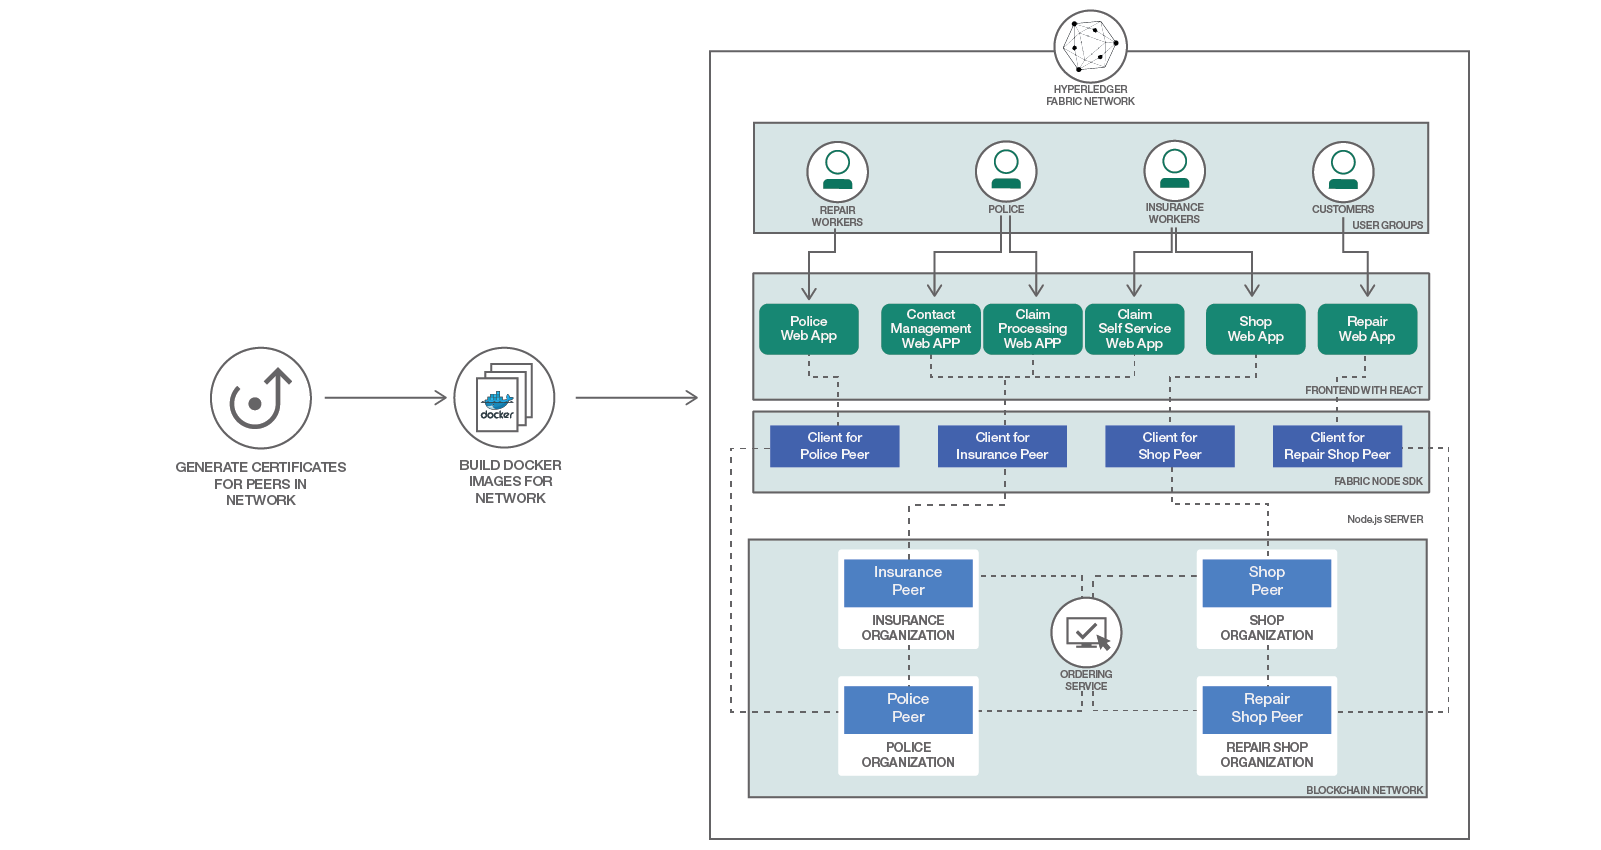 HYPERLEDGER
FABRIC NETWORK
REPAIR
WORKERS
POLICE
INSURANCE
WORKERS
CUSTOMERS
USER GROUPS
Police
Web App
Contact
Management
Web APP
Claim
Processing
Web APP
Claim
Self Service
Web App
Shop
Web App
Repair
Web App
FRONTEND WITH REACT
Client for
Police Peer
Client for
Insurance Peer
Client for
Shop Peer
Client for
Repair Shop Peer
FABRIC NODE SDK
docker
GENERATE CERTIFICATES
FOR PEERS IN
NETWORK
BUILD DOCKER
IMAGES FOR
NETWORK
Node.js SERVER
Insurance
Peer
INSURANCE
ORGANIZATION
Shop
Peer
SHOP
ORGANIZATION
ORDERING
SERVICE
Police
Peer
POLICE
ORGANIZATION
Repair
Shop Peer
REPAIR SHOP
ORGANIZATION
BLOCKCHAIN NETWORK